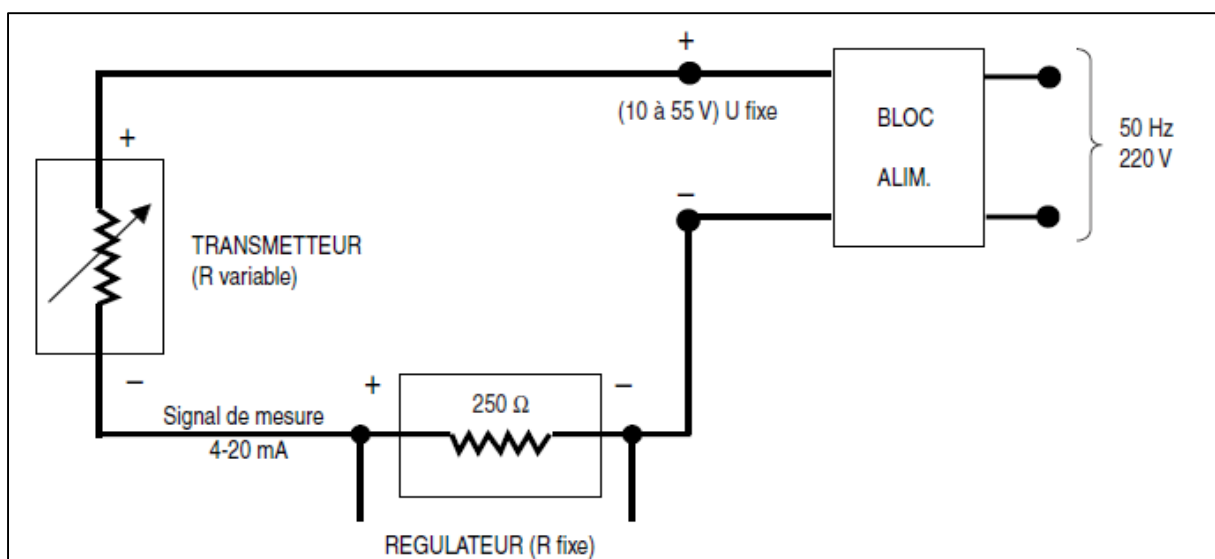 +
(10 à 55 V) U fixe
BLOC
ALIM.
50 Hz
220 V
+
–
TRANSMETTEUR
(R variable)
–
Signal de mesure
4-20 mA
+
250 Ω
–
REGULATEUR (R fixe)